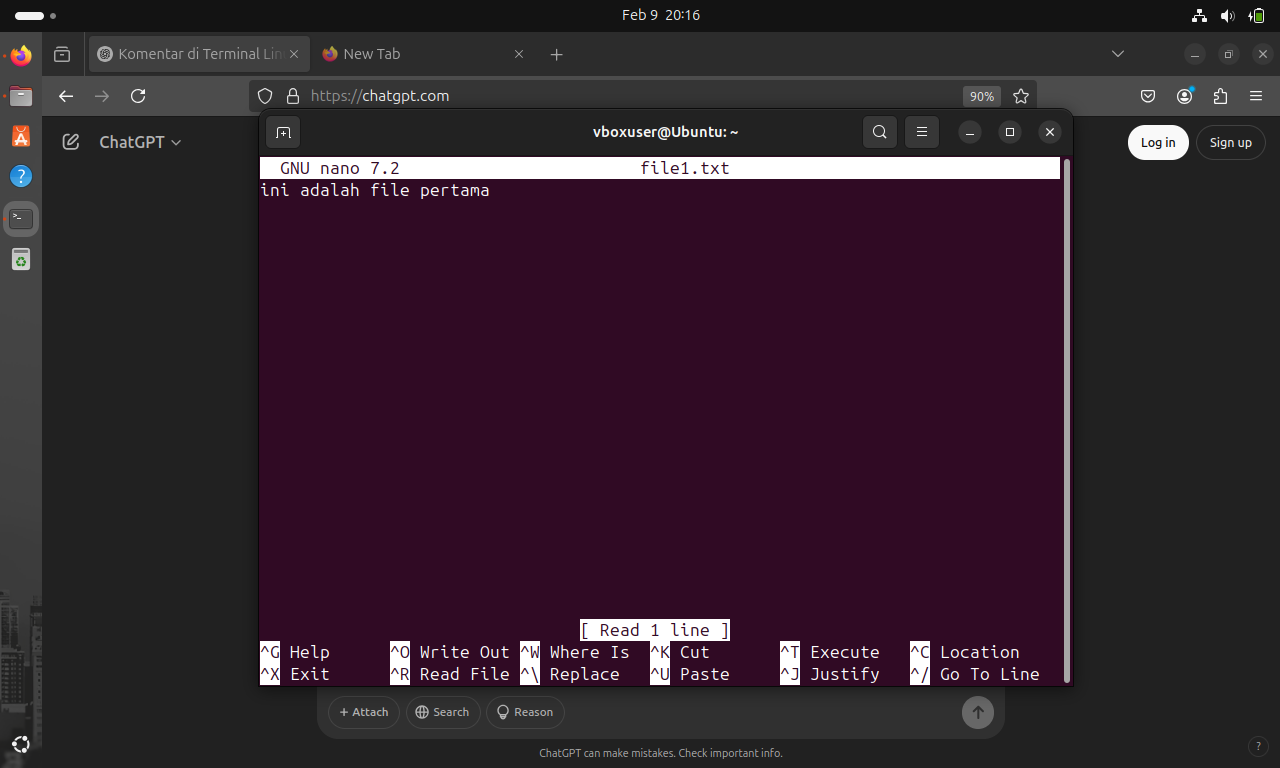 Feb 9 20:16
Komentar di Terminal Lin
New Tab
https://chatgpt.com
90%
ChatGPT
Log in
Sign up
vboxuser@Ubuntu: ~
GNU nano 7.2 file1.txt
ini adalah file pertama
[ Read 1 line ]
^G Help ^O Write Out ^W Where Is ^K Cut ^T Execute ^C Location
^X Exit ^R Read File ^\ Replace ^U Paste ^J Justify ^/ Go To Line
+ Attach
Search
Reason
ChatGPT can make mistakes. Check important info.
?